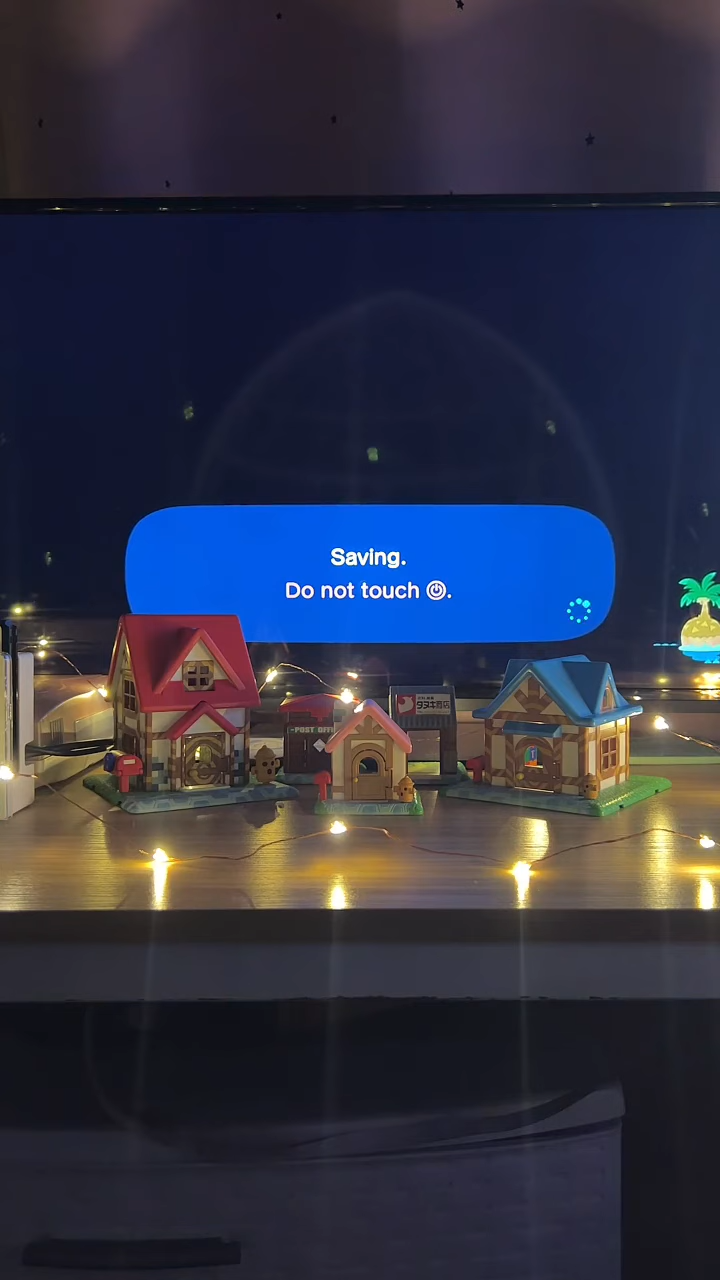 Saving.
Do not touch ⏻.
POST OFFI
タヌキ商店